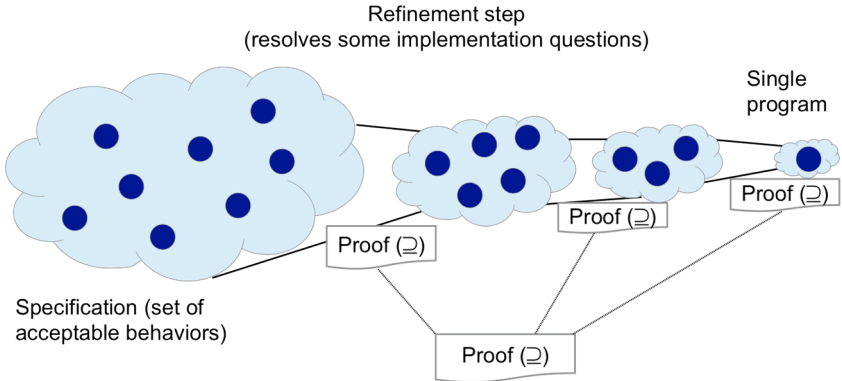 Refinement step
(resolves some implementation questions)
Single
program
Proof (⊇)
Proof (⊇)
Proof (⊇)
Specification (set of
acceptable behaviors)
Proof (⊇)